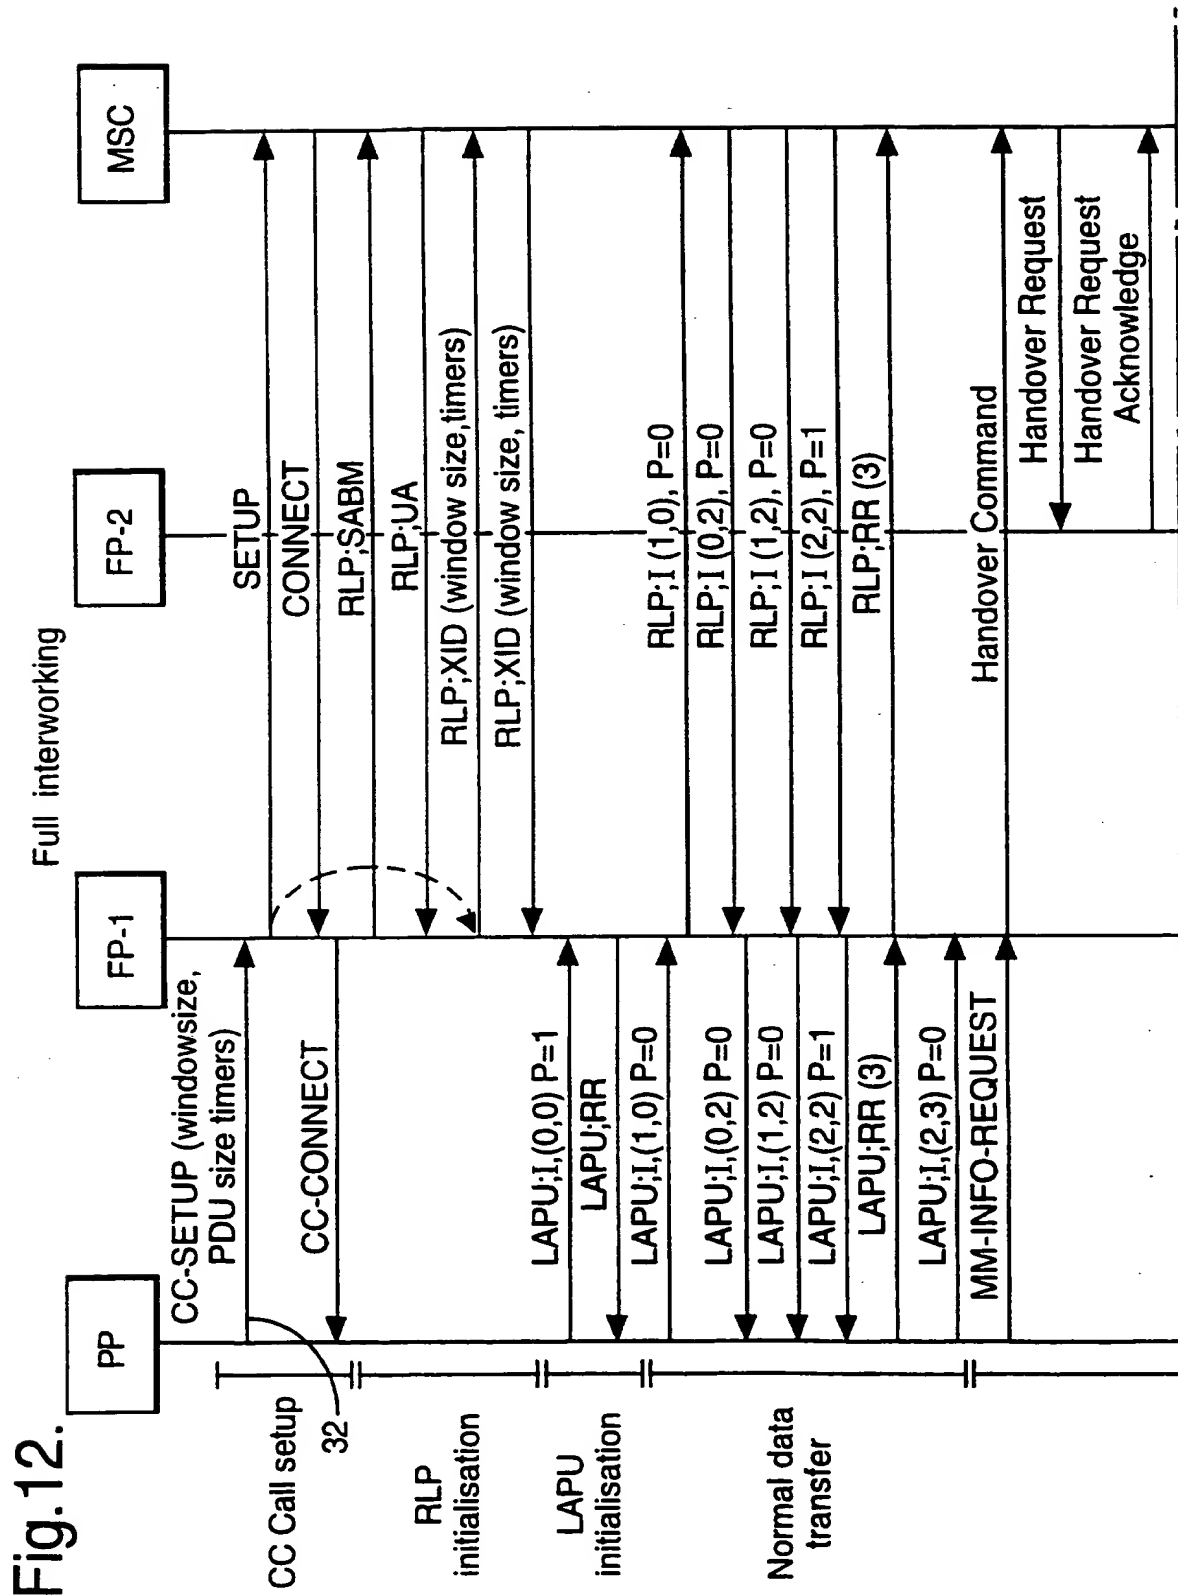 Fig.12.
Full interworking
PP
FP-1
FP-2
MSC
CC Call setup
32
RLP
initialisation
LAPU
initialisation
Normal data
transfer
CC-SETUP (windowsize,
PDU size timers)
CC-CONNECT
LAPU;I,(0,0) P=1
LAPU;RR
LAPU;I,(1,0) P=0
LAPU;I,(0,2) P=0
LAPU;I,(1,2) P=0
LAPU;I,(2,2) P=1
LAPU;RR (3)
LAPU;I,(2,3) P=0
MM-INFO-REQUEST
SETUP
CONNECT
RLP;SABM
RLP;UA
RLP;XID (window size,timers)
RLP;XID (window size, timers)
RLP;I (1,0), P=0
RLP;I (0,2), P=0
RLP;I (1,2), P=0
RLP;I (2,2), P=1
RLP;RR (3)
Handover Command
Handover Request
Handover Request
Acknowledge